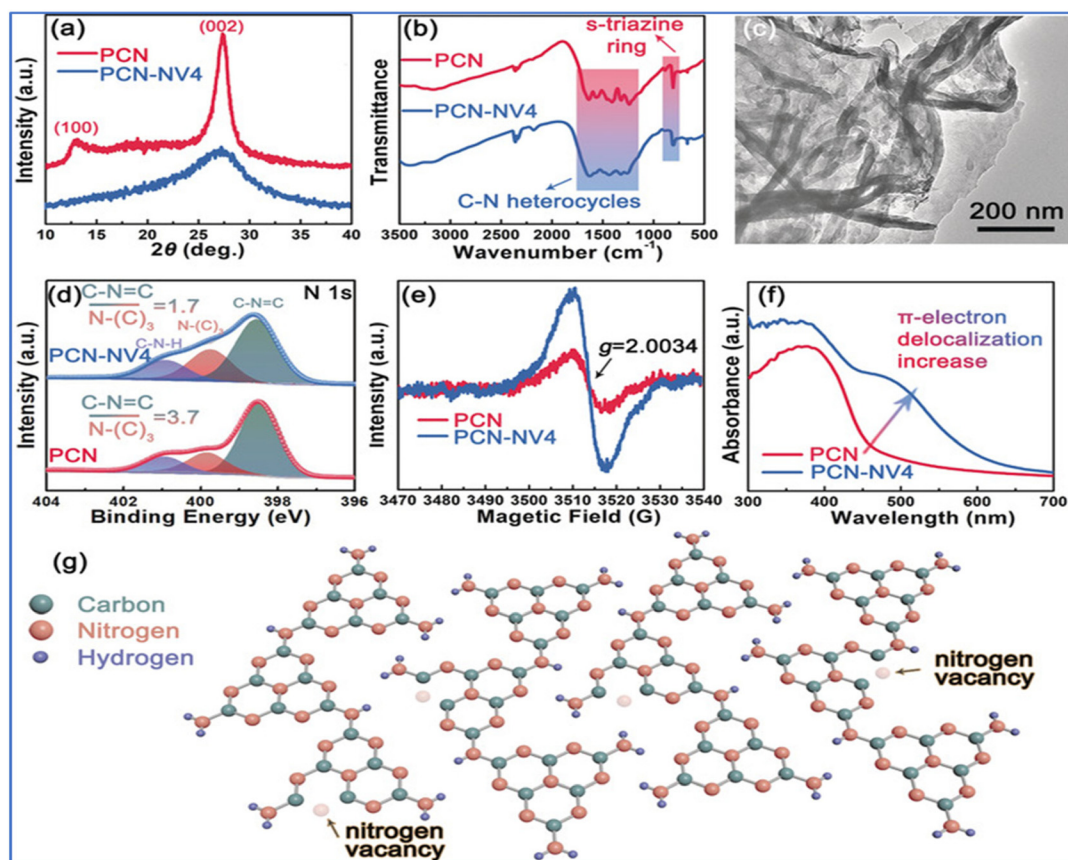 (a)
(002)
PCN
PCN-NV4
(100)
Intensity (a.u.)
10 15 20 25 30 35 40
2θ (deg.)
(b)
s-triazine
ring
PCN
PCN-NV4
C-N heterocycles
Transmittance
3500 3000 2500 2000 1500 1000 500
Wavenumber (cm⁻¹)
(c)
200 nm
(d)
N 1s
C-N=C
N-(C)₃
=1.7
C-N=C
N-(C)₃
C-N-H
PCN-NV4
C-N=C
N-(C)₃
=3.7
PCN
Intensity (a.u.)
404 402 400 398 396
Binding Energy (eV)
(e)
g=2.0034
PCN
PCN-NV4
Intensity (a.u.)
3470 3480 3490 3500 3510 3520 3530 3540
Magetic Field (G)
(f)
π-electron
delocalization
increase
PCN
PCN-NV4
Absorbance (a.u.)
300 400 500 600 700
Wavelength (nm)
(g)
Carbon
Nitrogen
Hydrogen
nitrogen
vacancy
nitrogen
vacancy